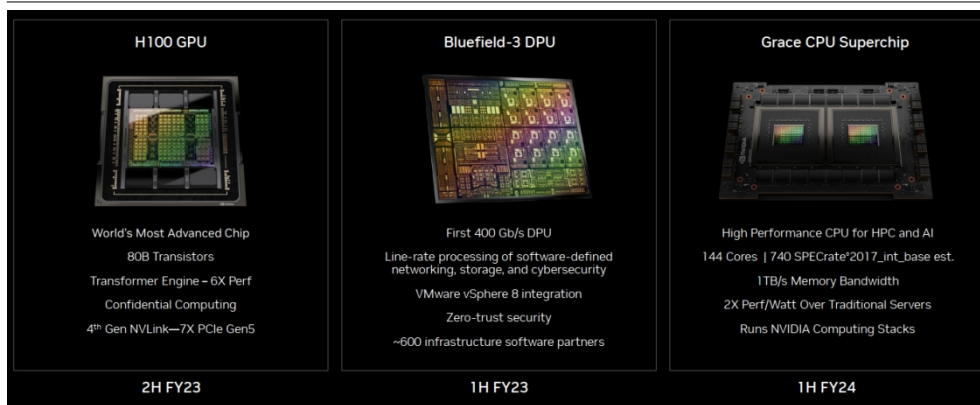 H100 GPU
World's Most Advanced Chip
80B Transistors
Transformer Engine – 6X Perf
Confidential Computing
4th Gen NVLink—7X PCIe Gen5
2H FY23
Bluefield-3 DPU
First 400 Gb/s DPU
Line-rate processing of software-defined
networking, storage, and cybersecurity
VMware vSphere 8 integration
Zero-trust security
~600 infrastructure software partners
1H FY23
Grace CPU Superchip
High Performance CPU for HPC and AI
144 Cores | 740 SPECrate®2017_int_base est.
1TB/s Memory Bandwidth
2X Perf/Watt Over Traditional Servers
Runs NVIDIA Computing Stacks
1H FY24